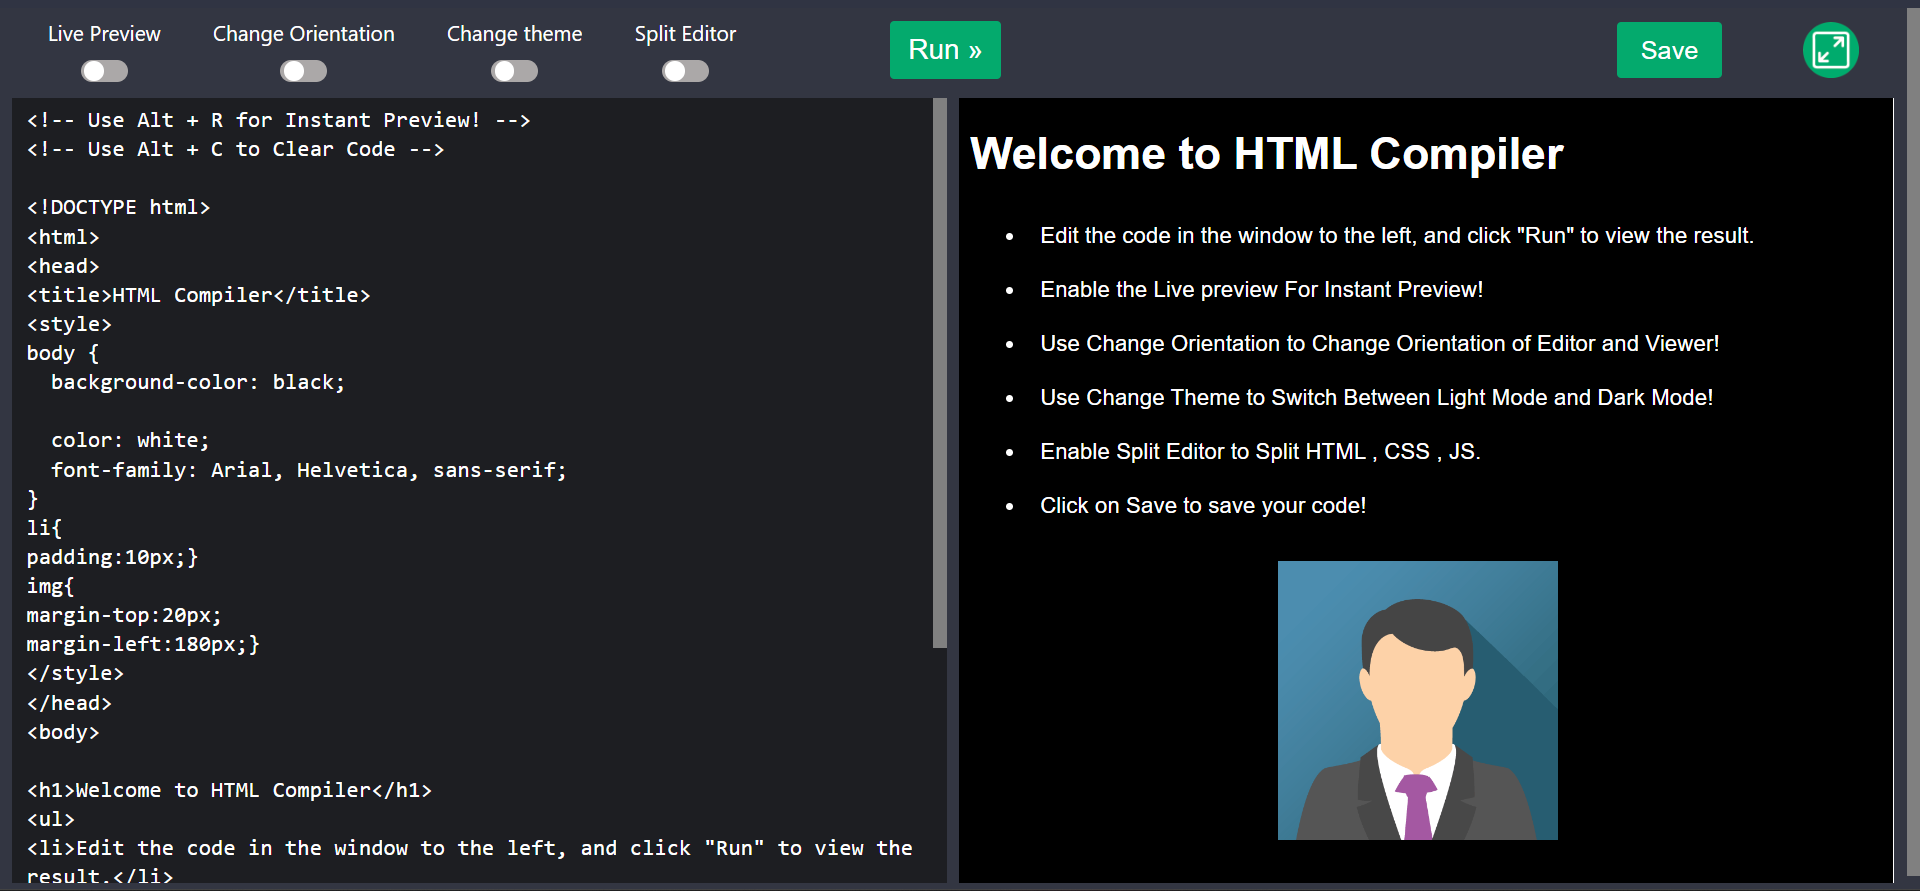 Live Preview
Change Orientation
Change theme
Split Editor
Run »
Save
<!-- Use Alt + R for Instant Preview! -->
<!-- Use Alt + C to Clear Code -->
<!DOCTYPE html>
<html>
<head>
<title>HTML Compiler</title>
<style>
body {
  background-color: black;
  color: white;
  font-family: Arial, Helvetica, sans-serif;
}
li{
padding:10px;}
img{
margin-top:20px;
margin-left:180px;}
</style>
</head>
<body>
<h1>Welcome to HTML Compiler</h1>
<ul>
<li>Edit the code in the window to the left, and click "Run" to view the
result.</li>
Welcome to HTML Compiler
• Edit the code in the window to the left, and click "Run" to view the result.
• Enable the Live preview For Instant Preview!
• Use Change Orientation to Change Orientation of Editor and Viewer!
• Use Change Theme to Switch Between Light Mode and Dark Mode!
• Enable Split Editor to Split HTML , CSS , JS.
• Click on Save to save your code!